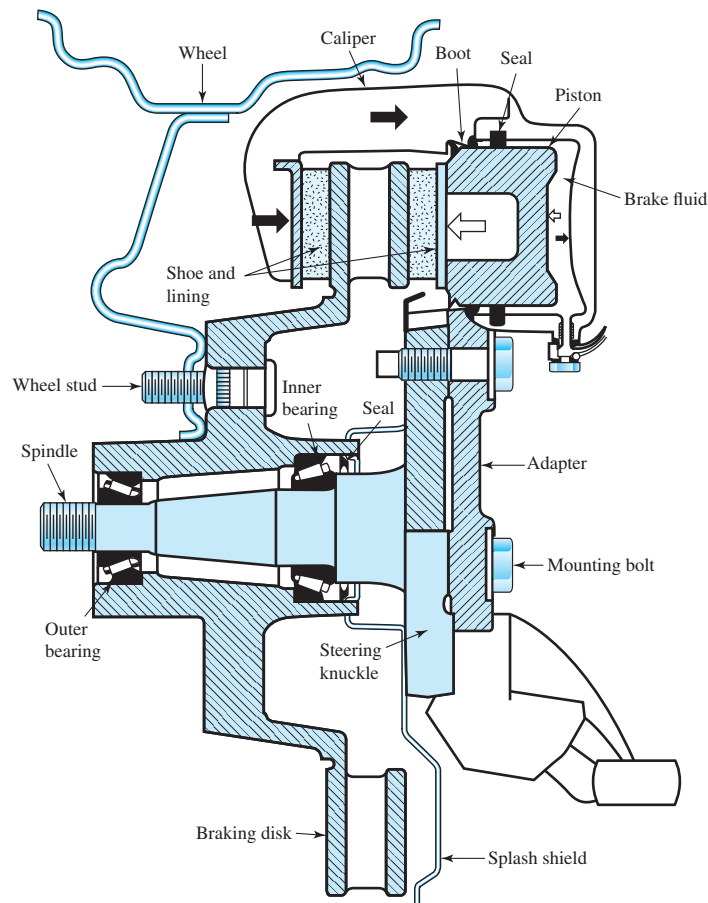 Caliper
Wheel
Boot
Seal
Piston
Brake fluid
Shoe and
lining
Wheel stud
Inner
bearing
Seal
Spindle
Adapter
Mounting bolt
Outer
bearing
Steering
knuckle
Braking disk
Splash shield